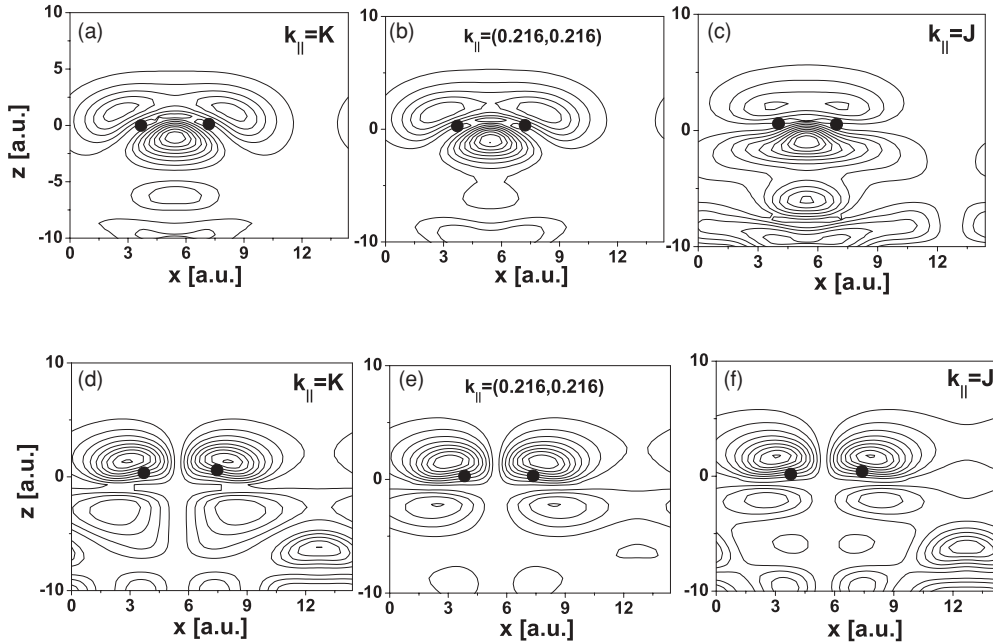 (a) k||=K
10
5
0
-5
-10
z [a.u.]
0 3 6 9 12
x [a.u.]
(b) k||=(0.216,0.216)
10
0
-10
0 3 6 9 12
x [a.u.]
(c) k||=J
10
0
-10
0 3 6 9 12
x [a.u.]
(d) k||=K
10
0
-10
z [a.u.]
0 3 6 9 12
x [a.u.]
(e) k||=(0.216,0.216)
10
0
-10
0 3 6 9 12
x [a.u.]
(f) k||=J
10
0
-10
0 3 6 9 12
x [a.u.]